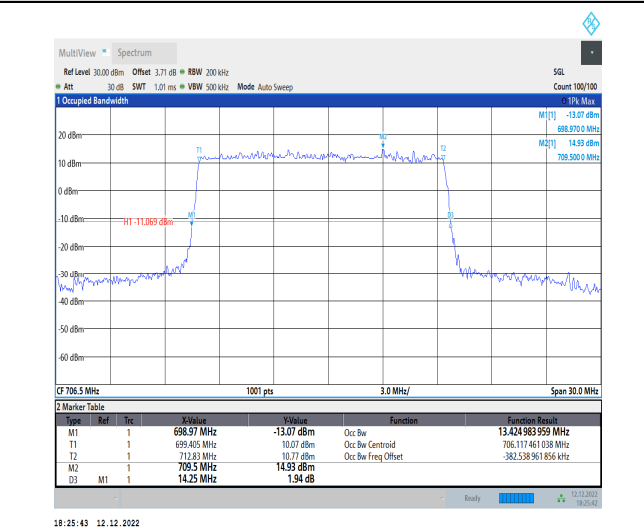 MultiView Spectrum
Ref Level 30.00 dBm Offset 3.71 dB RBW 200 kHz SGL
Att 30 dB SWT 1.01 ms VBW 500 kHz Mode Auto Sweep Count 100/100
1 Occupied Bandwidth 1Pk Max
M1[1] -13.07 dBm
698.970 0 MHz
M2[1] 14.93 dBm
709.500 0 MHz
20 dBm
M2
T1
T2
10 dBm
0 dBm
-10 dBm
M1
D3
H1 -11.069 dBm
-20 dBm
-30 dBm
-40 dBm
-50 dBm
-60 dBm
CF 706.5 MHz 1001 pts 3.0 MHz/ Span 30.0 MHz
2 Marker Table
Type Ref Trc X-Value Y-Value Function Function Result
M1 1 698.97 MHz -13.07 dBm Occ Bw 13.424 983 959 MHz
T1 1 699.405 MHz 10.07 dBm Occ Bw Centroid 706.117 461 038 MHz
T2 1 712.83 MHz 10.77 dBm Occ Bw Freq Offset -382.538 961 856 kHz
M2 1 709.5 MHz 14.93 dBm
D3 M1 1 14.25 MHz 1.94 dB
Ready 12.12.2022
18:25:42
18:25:43 12.12.2022